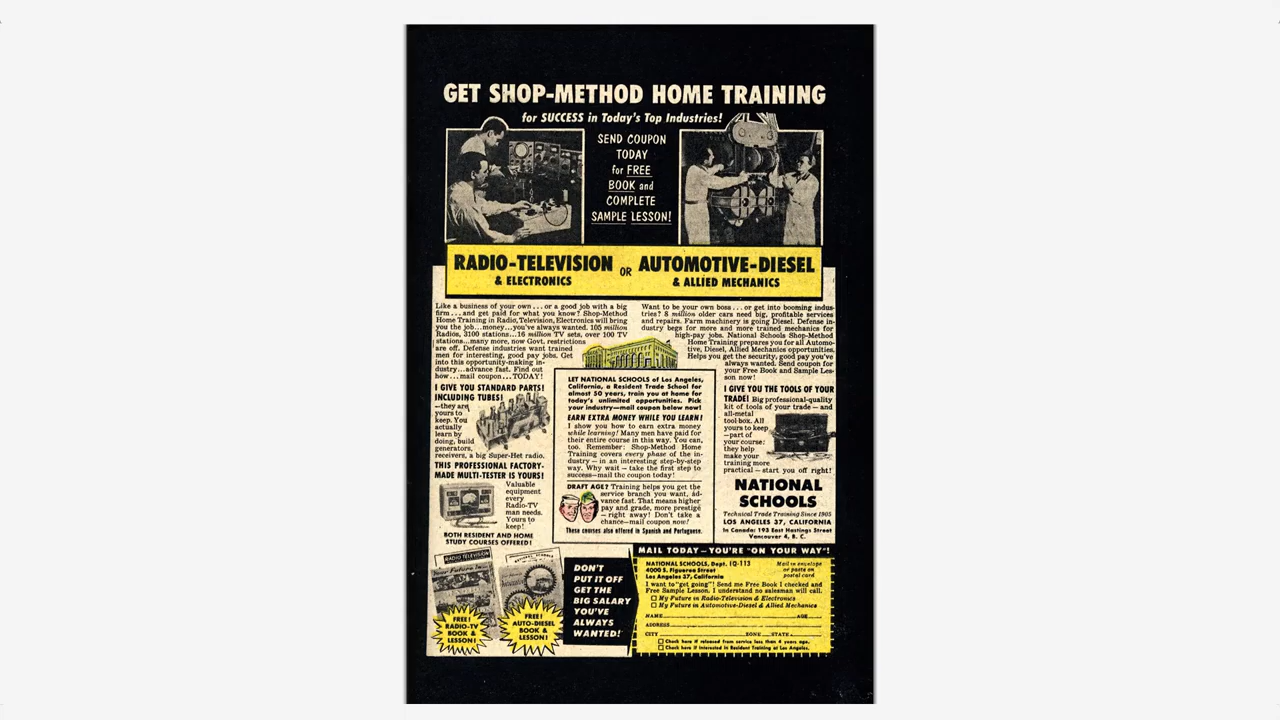 GET SHOP-METHOD HOME TRAINING
for SUCCESS in Today's Top Industries!
SEND COUPON
TODAY
for FREE
BOOK and
COMPLETE
SAMPLE LESSON!
RADIO-TELEVISION
& ELECTRONICS
OR
AUTOMOTIVE-DIESEL
& ALLIED MECHANICS
Like a business of your own . . . or a good job with a big
firm . . . and get paid for what you know? Shop-Method
Home Training in Radio, Television, Electronics will bring
you the job...money...you've always wanted. 105 million
Radios, 3100 stations...16 million TV sets, over 100 TV
stations...many more, now Govt. restrictions
are off. Defense industries want trained
men for interesting, good pay jobs. Get
into this opportunity-making in-
dustry...advance fast. Find out
how...mail coupon...TODAY!
I GIVE YOU STANDARD PARTS!
INCLUDING TUBES!
—they are
yours to
keep. You
actually
learn by
doing, build
generators,
receivers, a big Super-Het radio.
THIS PROFESSIONAL FACTORY-
MADE MULTI-TESTER IS YOURS!
Valuable
equipment
every
Radio-TV
man needs.
Yours to
keep!
BOTH RESIDENT AND HOME
STUDY COURSES OFFERED!
LET NATIONAL SCHOOLS of Los Angeles,
California, a Resident Trade School for
almost 50 years, train you at home for
today's unlimited opportunities. Pick
your industry—mail coupon below now!
EARN EXTRA MONEY WHILE YOU LEARN!
I show you how to earn extra money
while learning! Many men have paid for
their entire course in this way. You can,
too. Remember: Shop-Method Home
Training covers every phase of the in-
dustry — in an interesting step-by-step
way. Why wait — take the first step to
success—mail the coupon today!
DRAFT AGE? Training helps you get the
service branch you want, ad-
vance fast. That means higher
pay and grade, more prestige
— right away! Don't take a
chance—mail coupon now!
These courses also offered in Spanish and Portuguese.
Want to be your own boss . . . or get into booming indus-
tries? 8 million older cars need big, profitable services
and repairs. Farm machinery is going Diesel. Defense in-
dustry begs for more and more trained mechanics for
high-pay jobs. National Schools Shop-Method
Home Training prepares you for all Automo-
tive, Diesel, Allied Mechanics opportunities.
Helps you get the security, good pay you've
always wanted. Send coupon for
your Free Book and Sample Les-
son now!
I GIVE YOU THE TOOLS OF YOUR
TRADE! Big professional-quality
kit of tools of your trade — and
all-metal
tool box. All
yours to keep
—part of
your course:
they help
make your
training more
practical — start you off right!
NATIONAL
SCHOOLS
Technical Trade Training Since 1905
LOS ANGELES 37, CALIFORNIA
In Canada: 193 East Hastings Street
Vancouver 4, B. C.
RADIO TELEVISION
FREE!
RADIO-TV
BOOK &
LESSON!
FREE!
AUTO-DIESEL
BOOK &
LESSON!
DON'T
PUT IT OFF
GET THE
BIG SALARY
YOU'VE
ALWAYS
WANTED!
MAIL TODAY — YOU'RE "ON YOUR WAY"!
NATIONAL SCHOOLS, Dept. IQ-113
4000 S. Figueroa Street
Los Angeles 37, California
Mail in envelope
or paste on
postal card
I want to "get going"! Send me Free Book I checked and
Free Sample Lesson. I understand no salesman will call.
My Future in Radio-Television & Electronics
My Future in Automotive-Diesel & Allied Mechanics
NAME AGE
ADDRESS
CITY ZONE STATE
Check here if released from service less than 4 years ago.
Check here if interested in Resident Training at Los Angeles.